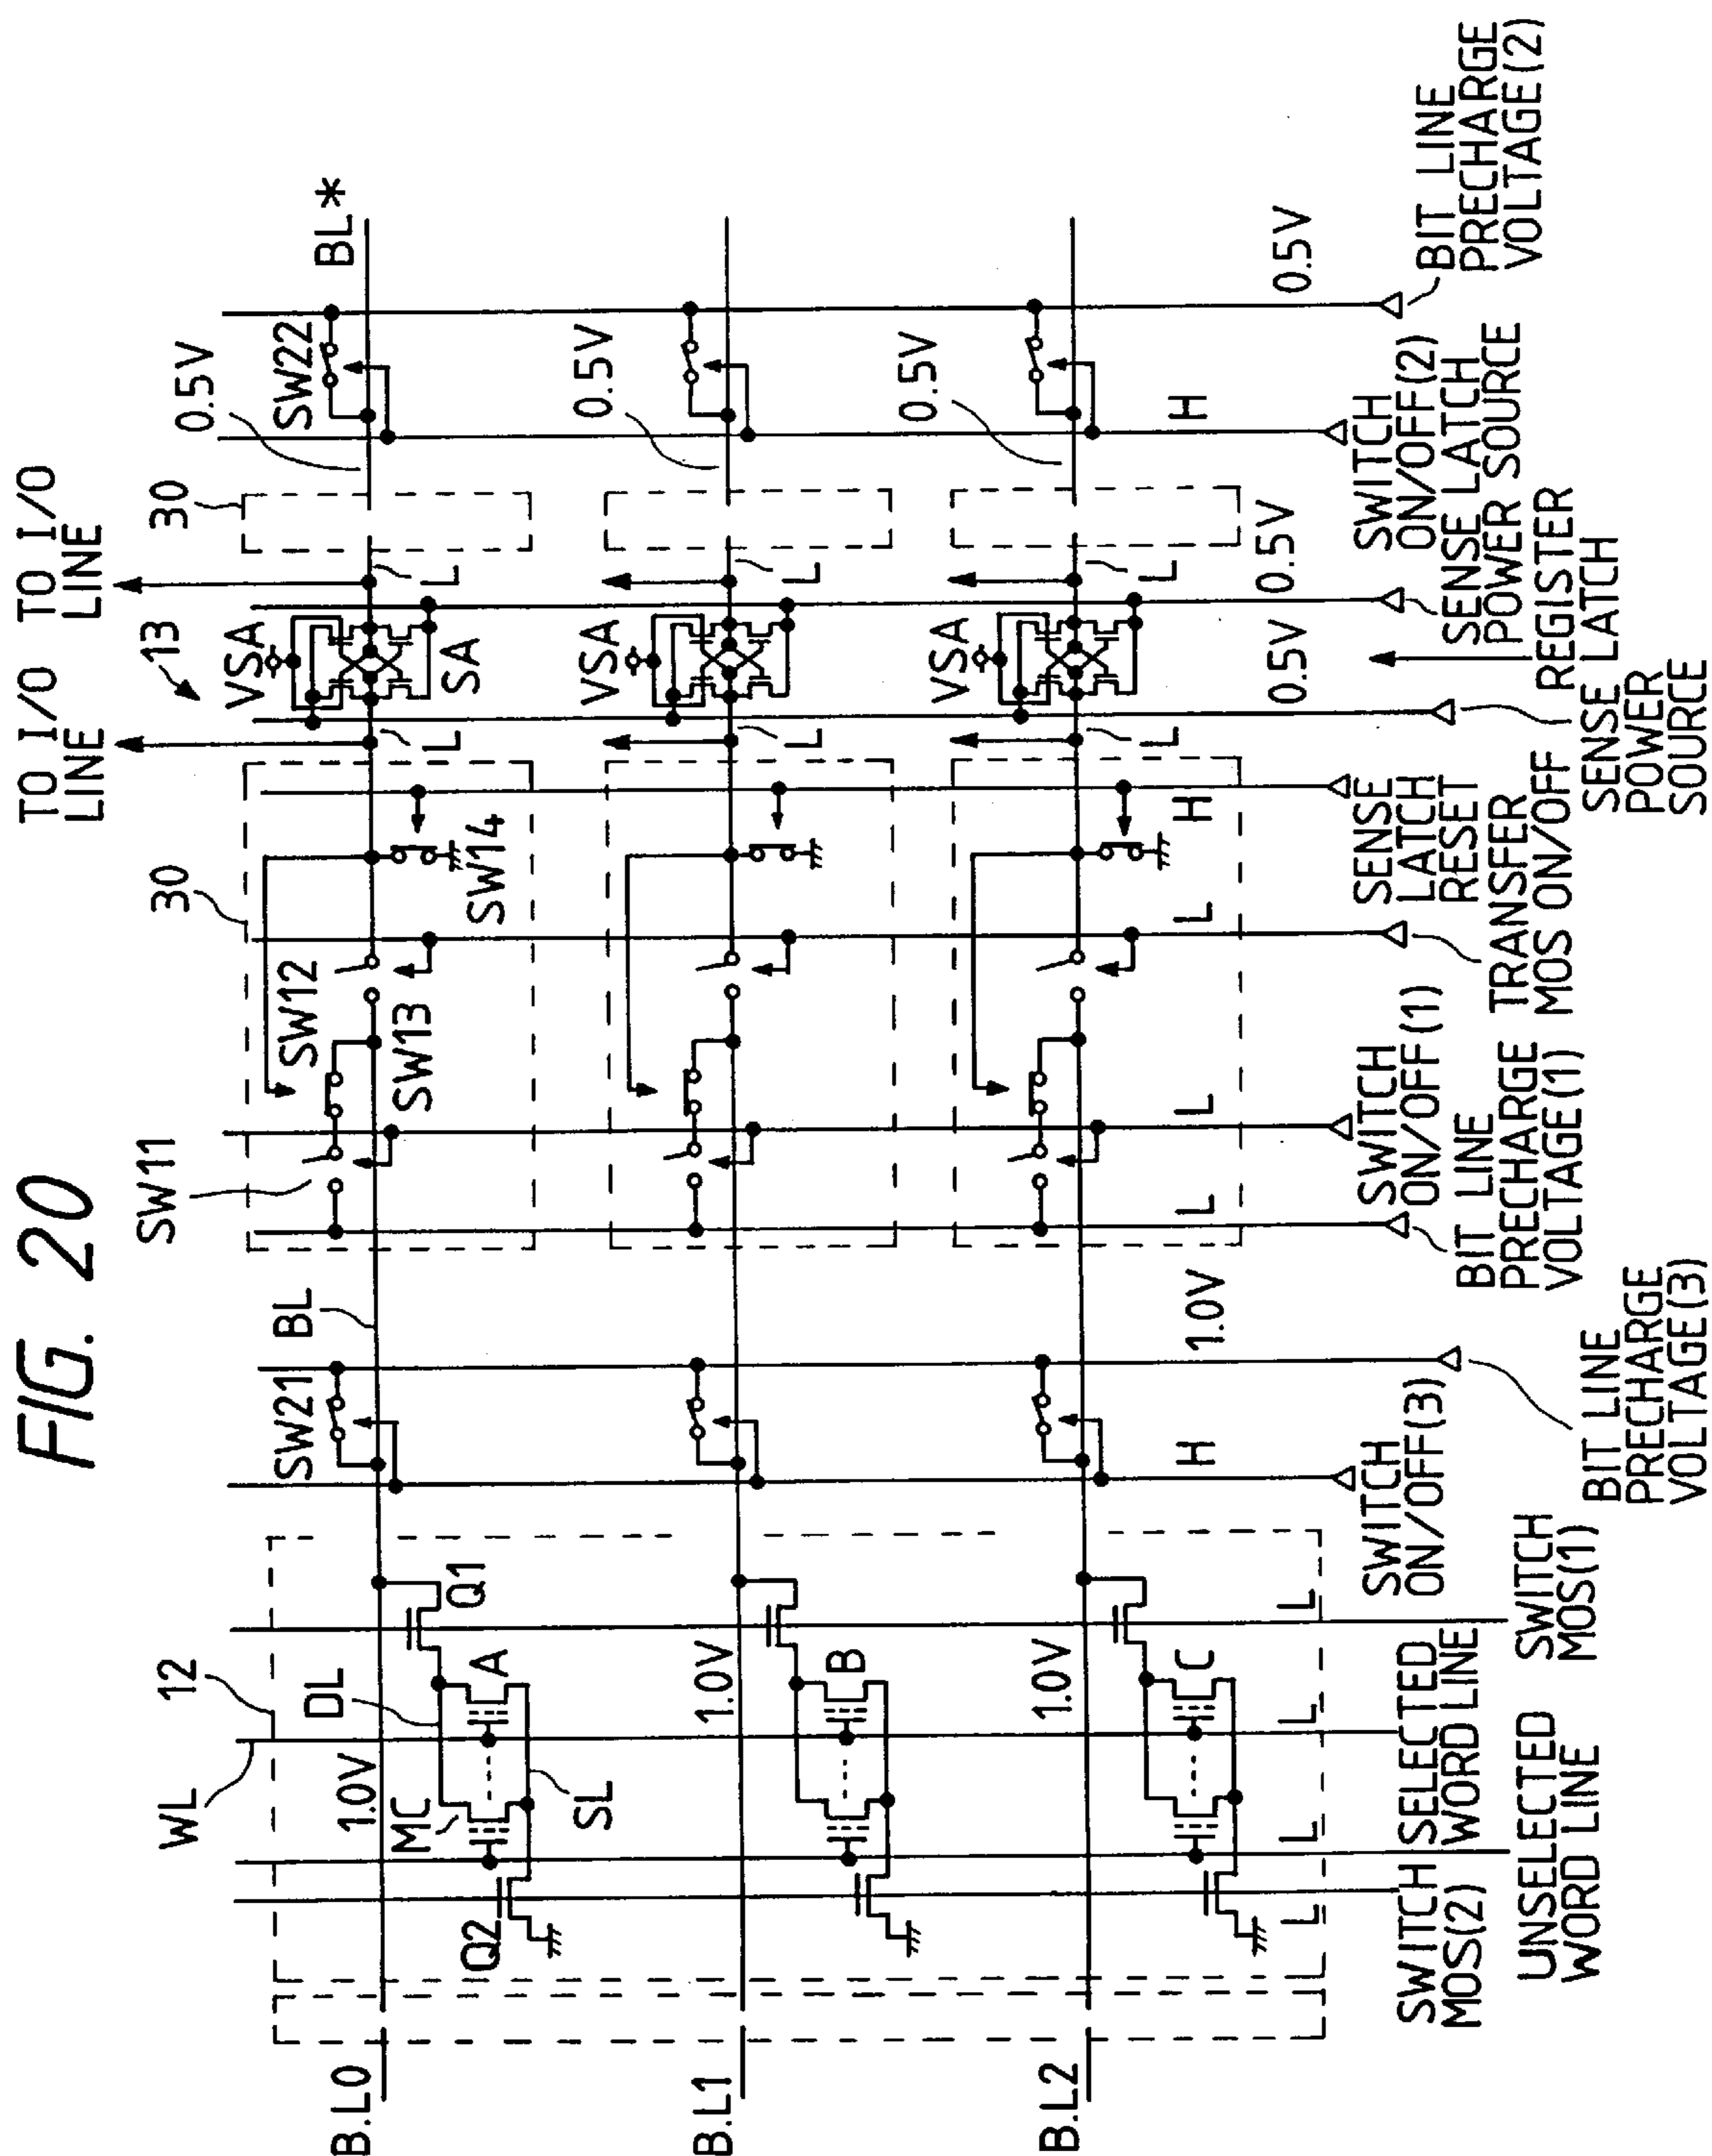 FIG. 20
TO I/O
LINE
TO I/O
LINE
13
SW11
30
30
SW12
SW13
SW14
VSA
SA
0.5V
SW22
BL*
WL
12
DL
1.0V
MC
A
Q1
Q2
SL
SW21
BL
L
L
B.L0
1.0V
B
VSA
L
L
0.5V
B.L1
1.0V
C
VSA
L
L
0.5V
B.L2
L
L
L
L
H
1.0V
L
L
L
H
0.5V
0.5V
H
0.5V
SWITCH
MOS(2)
UNSELECTED
WORD LINE
SELECTED
WORD LINE
SWITCH
MOS(1)
SWITCH
ON/OFF(3)
BIT LINE
PRECHARGE
VOLTAGE(3)
BIT LINE
PRECHARGE
VOLTAGE(1)
SWITCH
ON/OFF(1)
TRANSFER
MOS ON/OFF
SENSE
LATCH
RESET
SENSE LATCH
POWER
SOURCE
REGISTER
SENSE LATCH
POWER SOURCE
SWITCH
ON/OFF(2)
BIT LINE
PRECHARGE
VOLTAGE(2)